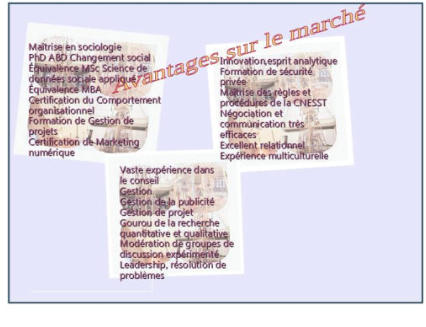 Avantages sur le marché
Maîtrise en sociologie
PhD ABD Changement social
Équivalence MSc Science de
données sociale appliqué
Équivalence MBA
Certification du Comportement
organisationnel
Formation de Gestion de
projets
Certification de Marketing
numérique
Innovation,esprit analytique
Formation de sécurité
privée
Maîtrise des règles et
procédures de la CNESST
Négociation et
communication très
efficaces
Excellent relationnel
Expérience multiculturelle
Vaste expérience dans
le conseil
Gestion
Gestion de la publicité
Gestion de projet
Gourou de la recherche
quantitative et qualitative
Modération de groupes de
discussion expérimenté
Leadership, résolution de
problèmes